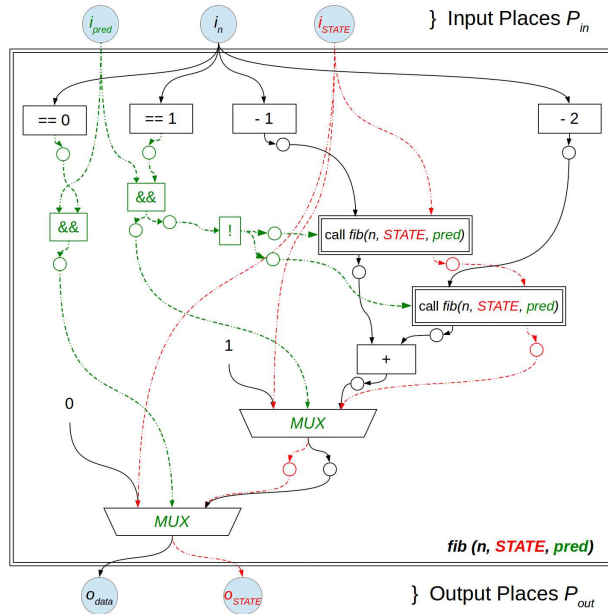 i_pred i_n i_STATE } Input Places P_in
== 0 == 1 - 1 - 2
&&
&& ! call fib(n, STATE, pred)
call fib(n, STATE, pred)
+
1
0
MUX
MUX
fib (n, STATE, pred)
o_data o_STATE } Output Places P_out